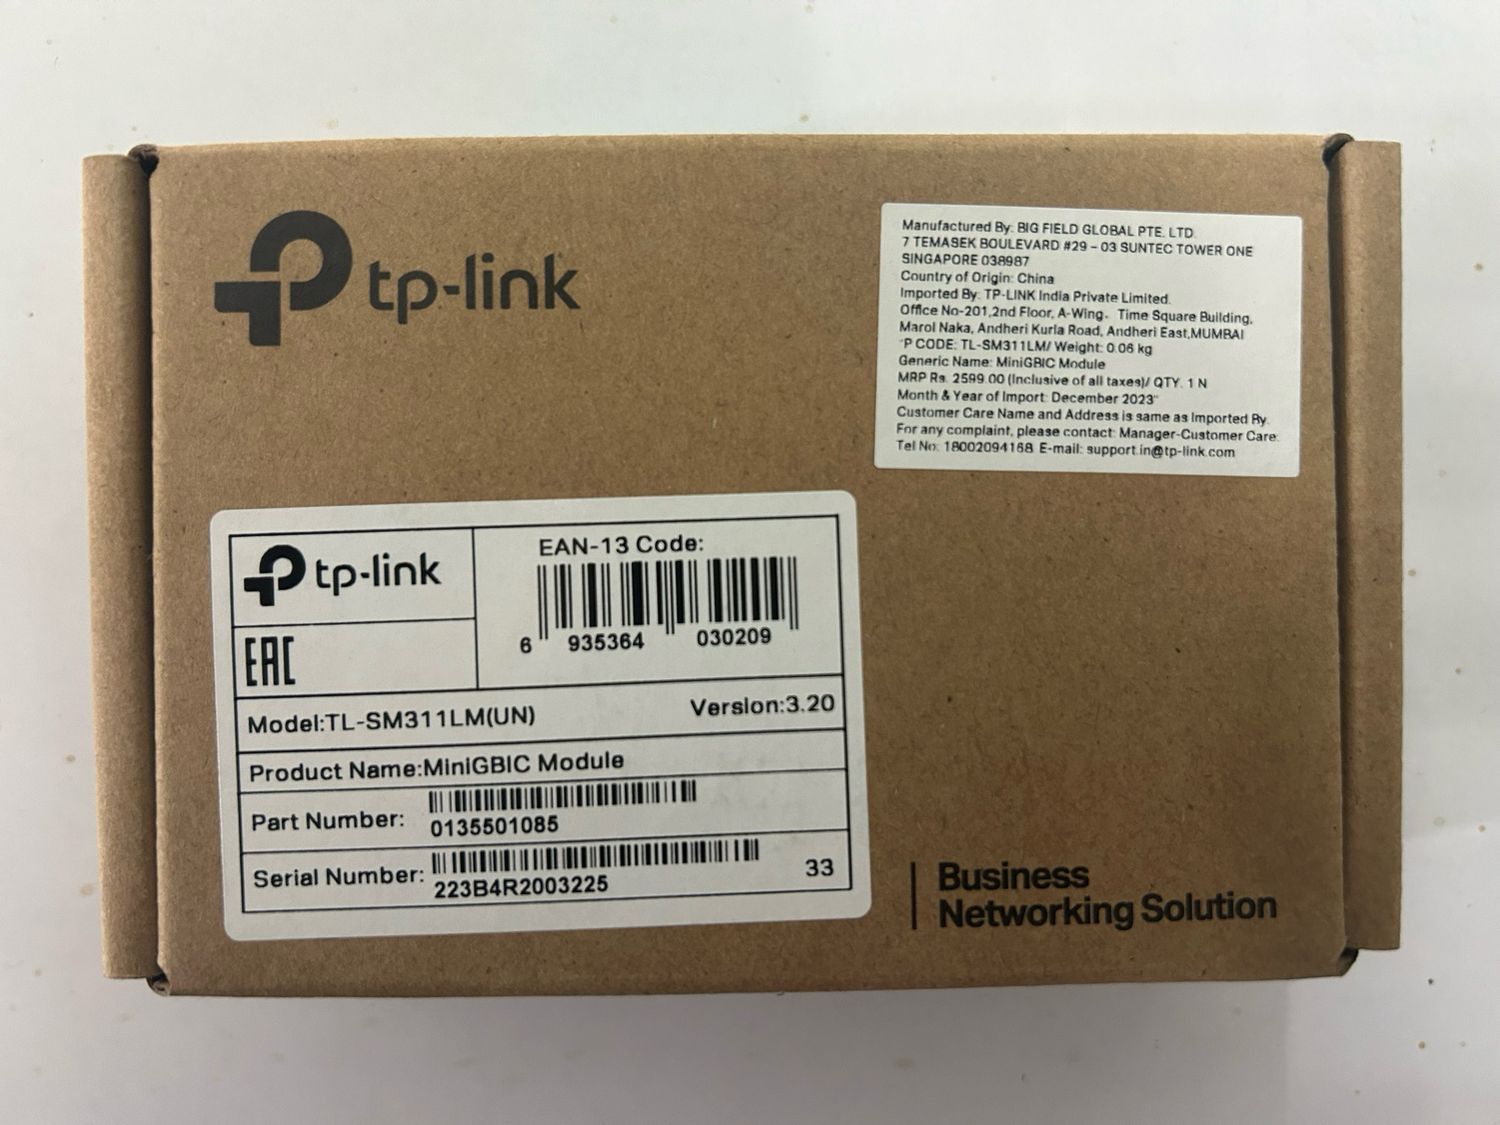 tp-link
Manufactured By: BIG FIELD GLOBAL PTE. LTD.
7 TEMASEK BOULEVARD #29 - 03 SUNTEC TOWER ONE
SINGAPORE 038987
Country of Origin: China
Imported By: TP-LINK India Private Limited.
Office No-201,2nd Floor, A-Wing, Time Square Building,
Marol Naka, Andheri Kurla Road, Andheri East,MUMBAI
"P CODE: TL-SM311LM/ Weight: 0.06 kg
Generic Name: MiniGBIC Module
MRP Rs. 2599.00 (Inclusive of all taxes)/ QTY. 1 N
Month & Year of Import: December 2023"
Customer Care Name and Address is same as Imported By.
For any complaint, please contact: Manager-Customer Care:
Tel No: 18002094168 E-mail: support.in@tp-link.com
tp-link
EAC
EAN-13 Code:
6 935364 030209
Model:TL-SM311LM(UN) Version:3.20
Product Name:MiniGBIC Module
Part Number: 0135501085
Serial Number: 223B4R2003225 33
Business
Networking Solution